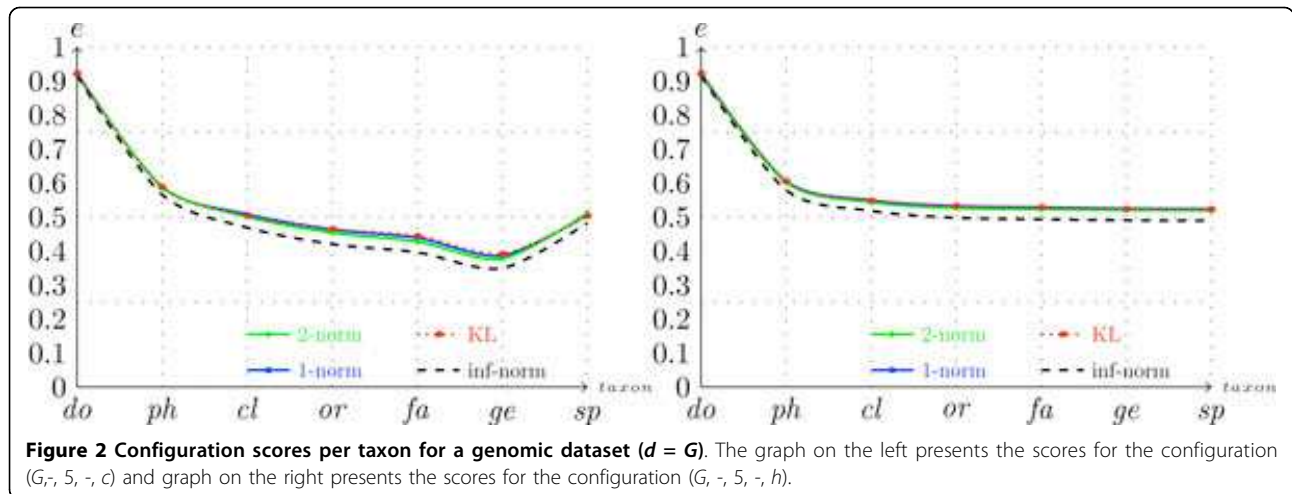 e
1
0.9
0.8
0.7
0.6
0.5
0.4
0.3
0.2
0.1
0
2-norm
KL
1-norm
inf-norm
taxon
do ph cl or fa ge sp
e
1
0.9
0.8
0.7
0.6
0.5
0.4
0.3
0.2
0.1
0
2-norm
KL
1-norm
inf-norm
taxon
do ph cl or fa ge sp
Figure 2 Configuration scores per taxon for a genomic dataset (d = G). The graph on the left presents the scores for the configuration
(G,-, 5, -, c) and graph on the right presents the scores for the configuration (G, -, 5, -, h).